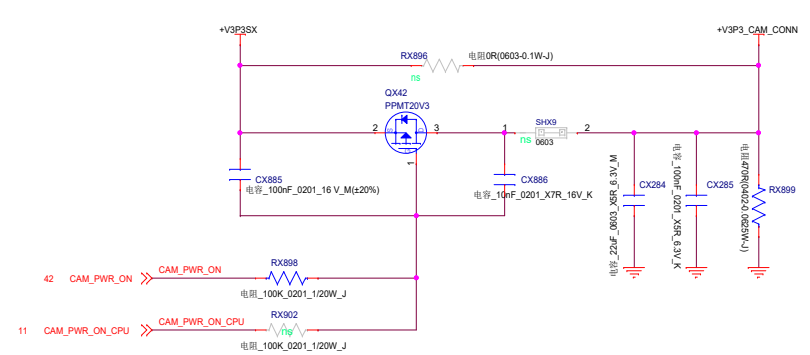 +V3P3SX
+V3P3_CAM_CONN
RX896
电阻0R(0603-0.1W-J)
ns
QX42
PPMT20V3
2
S
D
3
1
1
SHX9
2
ns
0603
CX885
电容_100nF_0201_16 V_M(±20%)
CX886
电容_10nF_0201_X7R_16V_K
电容_22uF_0603_X5R_6.3V_M
CX284
电容_100nF_0201_X5R_6.3V_K
CX285
电阻470R(0402-0.0625W-J)
RX899
42 CAM_PWR_ON
CAM_PWR_ON
RX898
电阻_100K_0201_1/20W_J
11 CAM_PWR_ON_CPU
CAM_PWR_ON_CPU
RX902
ns
电阻_100K_0201_1/20W_J